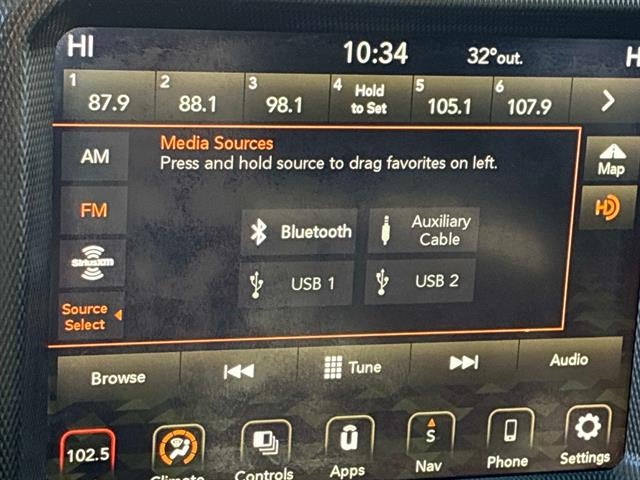 HI 10:34 32°out. H
1 87.9 2 88.1 3 98.1 4 Hold to Set 5 105.1 6 107.9
Media Sources
Press and hold source to drag favorites on left.
AM
FM
SiriusXM
Source
Select
Bluetooth
Auxiliary
Cable
USB 1
USB 2
Map
HD
Browse
Tune
Audio
102.5
Climate
Controls
Apps
S
Nav
Phone
Settings